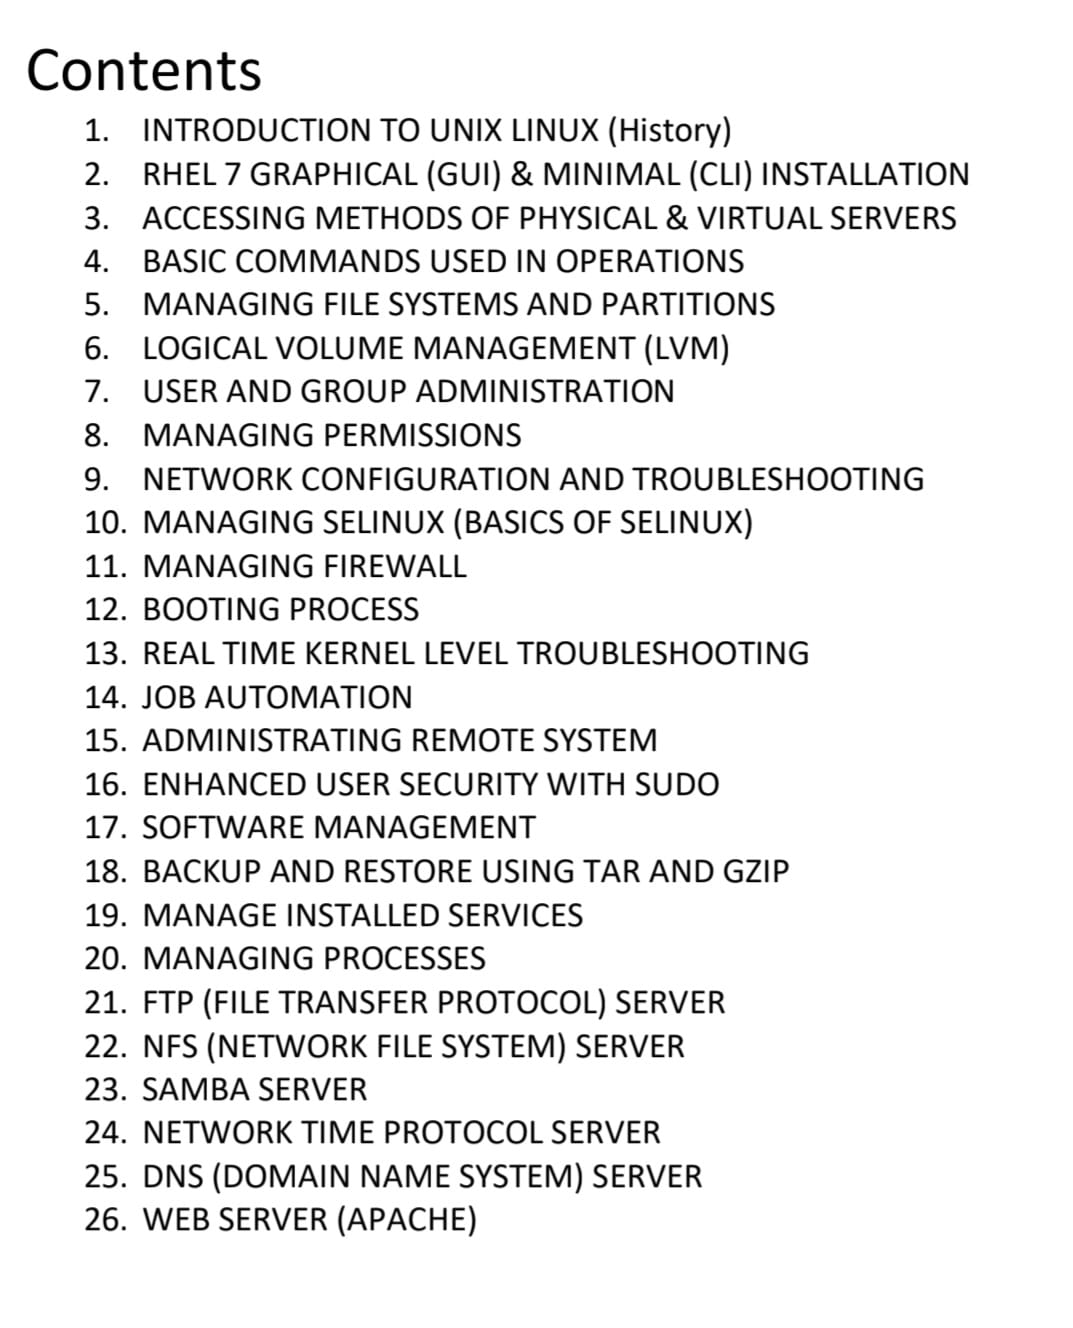 Contents
1. INTRODUCTION TO UNIX LINUX (History)
2. RHEL 7 GRAPHICAL (GUI) & MINIMAL (CLI) INSTALLATION
3. ACCESSING METHODS OF PHYSICAL & VIRTUAL SERVERS
4. BASIC COMMANDS USED IN OPERATIONS
5. MANAGING FILE SYSTEMS AND PARTITIONS
6. LOGICAL VOLUME MANAGEMENT (LVM)
7. USER AND GROUP ADMINISTRATION
8. MANAGING PERMISSIONS
9. NETWORK CONFIGURATION AND TROUBLESHOOTING
10. MANAGING SELINUX (BASICS OF SELINUX)
11. MANAGING FIREWALL
12. BOOTING PROCESS
13. REAL TIME KERNEL LEVEL TROUBLESHOOTING
14. JOB AUTOMATION
15. ADMINISTRATING REMOTE SYSTEM
16. ENHANCED USER SECURITY WITH SUDO
17. SOFTWARE MANAGEMENT
18. BACKUP AND RESTORE USING TAR AND GZIP
19. MANAGE INSTALLED SERVICES
20. MANAGING PROCESSES
21. FTP (FILE TRANSFER PROTOCOL) SERVER
22. NFS (NETWORK FILE SYSTEM) SERVER
23. SAMBA SERVER
24. NETWORK TIME PROTOCOL SERVER
25. DNS (DOMAIN NAME SYSTEM) SERVER
26. WEB SERVER (APACHE)